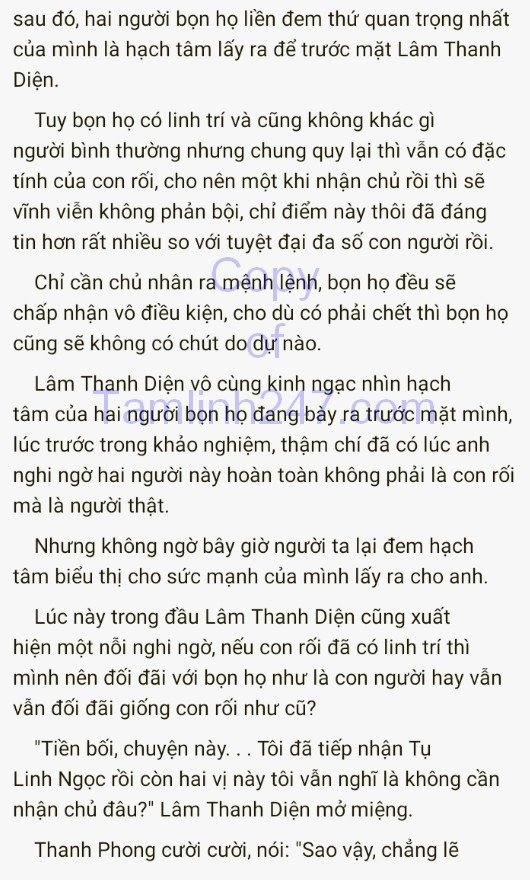 sau đó, hai người bọn họ liền đem thứ quan trọng nhất
của mình là hạch tâm lấy ra để trước mặt Lâm Thanh
Diện.
Tuy bọn họ có linh trí và cũng không khác gì
người bình thường nhưng chung quy lại thì vẫn có đặc
tính của con rối, cho nên một khi nhận chủ rồi thì sẽ
vĩnh viễn không phản bội, chỉ điểm này thôi đã đáng
tin hơn rất nhiều so với tuyệt đại đa số con người rồi.
Chỉ cần chủ nhân ra mệnh lệnh, bọn họ đều sẽ
chấp nhận vô điều kiện, cho dù có phải chết thì bọn họ
cũng sẽ không có chút do dự nào.
Lâm Thanh Diện vô cùng kinh ngạc nhìn hạch
tâm của hai người bọn họ đang bày ra trước mặt mình,
lúc trước trong khảo nghiệm, thậm chí đã có lúc anh
nghi ngờ hai người này hoàn toàn không phải là con rối
mà là người thật.
Nhưng không ngờ bây giờ người ta lại đem hạch
tâm biểu thị cho sức mạnh của mình lấy ra cho anh.
Lúc này trong đầu Lâm Thanh Diện cũng xuất
hiện một nỗi nghi ngờ, nếu con rối đã có linh trí thì
mình nên đối đãi với bọn họ như là con người hay vẫn
vẫn đối đãi giống con rối như cũ?
"Tiền bối, chuyện này. . . Tôi đã tiếp nhận Tụ
Linh Ngọc rồi còn hai vị này tôi vẫn nghĩ là không cần
nhận chủ đâu?" Lâm Thanh Diện mở miệng.
Thanh Phong cười cười, nói: "Sao vậy, chẳng lẽ
Copy
of
Tamlinh247.com